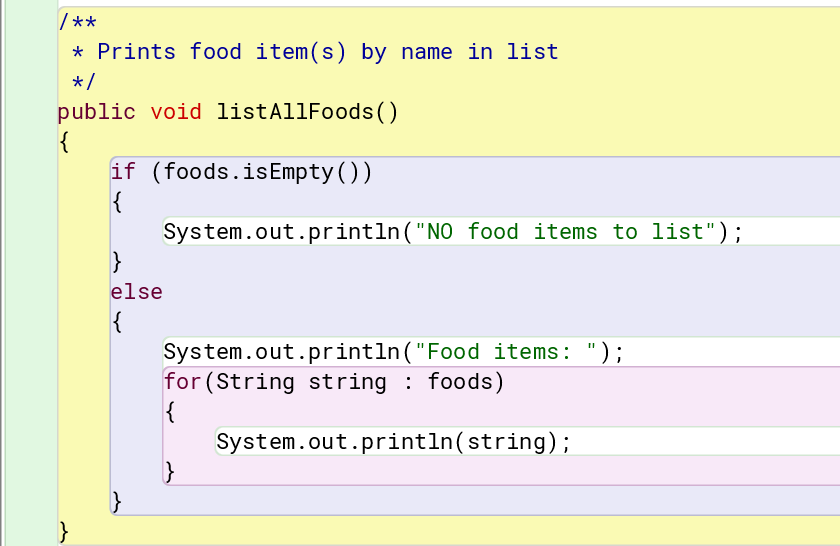 /**
 * Prints food item(s) by name in list
 */
public void listAllFoods()
{
    if (foods.isEmpty())
    {
        System.out.println("NO food items to list");
    }
    else
    {
        System.out.println("Food items: ");
        for(String string : foods)
        {
            System.out.println(string);
        }
    }
}